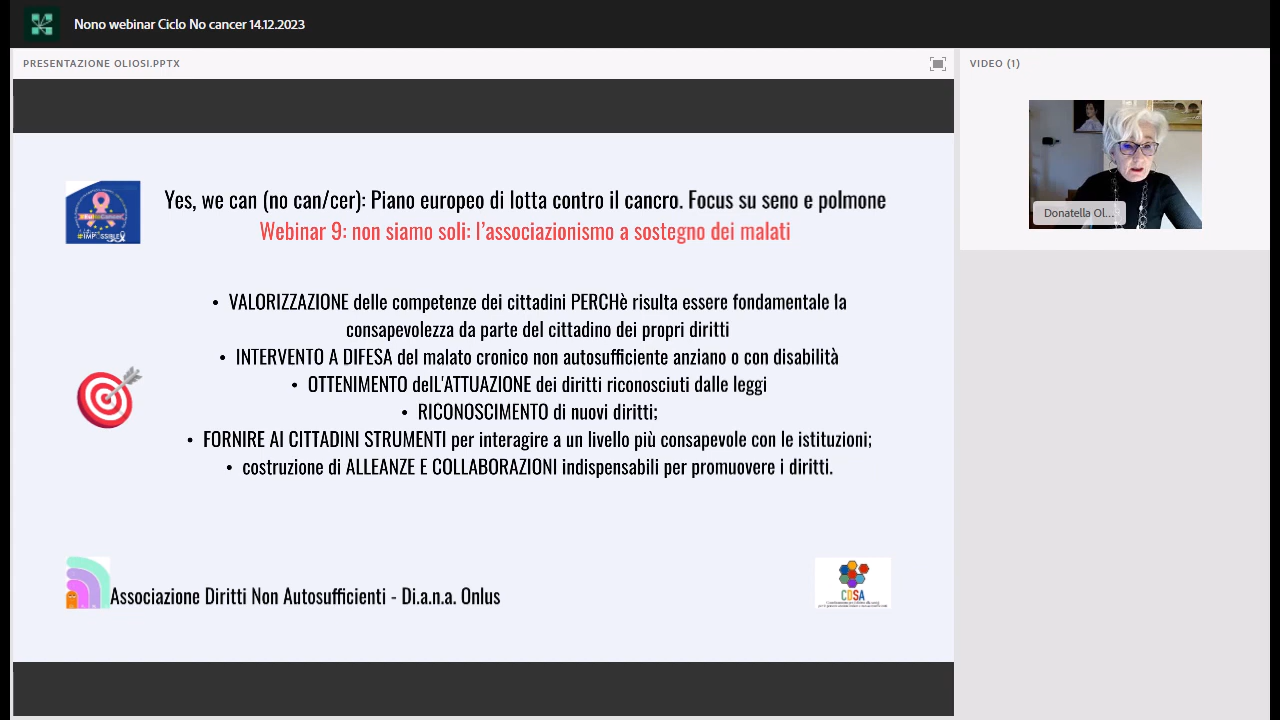 Nono webinar Ciclo No cancer 14.12.2023
PRESENTAZIONE OLIOSI.PPTX
VIDEO (1)
Yes, we can (no can/cer): Piano europeo di lotta contro il cancro. Focus su seno e polmone
Webinar 9: non siamo soli: l'associazionismo a sostegno dei malati
• VALORIZZAZIONE delle competenze dei cittadini PERCHè risulta essere fondamentale la
consapevolezza da parte del cittadino dei propri diritti
• INTERVENTO A DIFESA del malato cronico non autosufficiente anziano o con disabilità
• OTTENIMENTO delL'ATTUAZIONE dei diritti riconosciuti dalle leggi
• RICONOSCIMENTO di nuovi diritti;
• FORNIRE AI CITTADINI STRUMENTI per interagire a un livello più consapevole con le istituzioni;
• costruzione di ALLEANZE E COLLABORAZIONI indispensabili per promuovere i diritti.
Donatella Ol...
Associazione Diritti Non Autosufficienti - Di.a.n.a. Onlus
CDSA